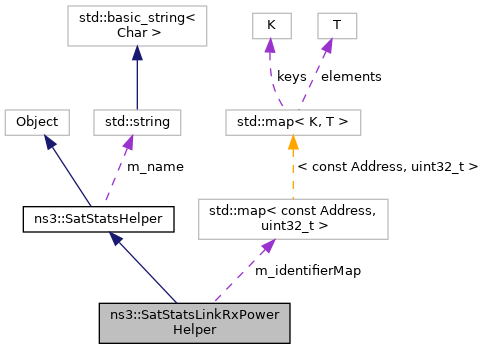 std::basic_string<
Char >
K
T
keys
elements
Object
std::string
std::map< K, T >
m_name
< const Address, uint32_t >
ns3::SatStatsHelper
std::map< const Address,
uint32_t >
m_identifierMap
ns3::SatStatsLinkRxPower
Helper